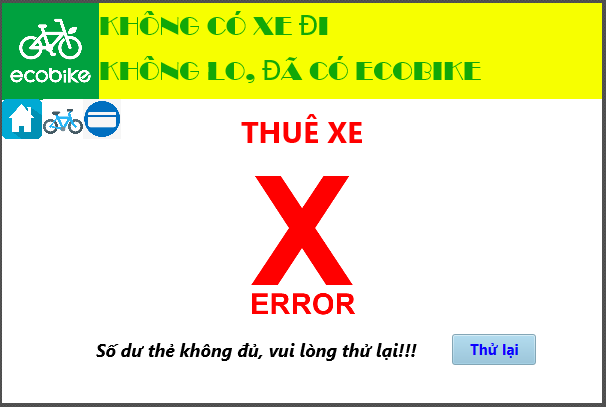 KHÔNG CÓ XE ĐI
ecobike
KHÔNG LO, ĐÃ CÓ ECOBIKE
THUÊ XE
X
ERROR
Số dư thẻ không đủ, vui lòng thử lại!!!
Thử lại